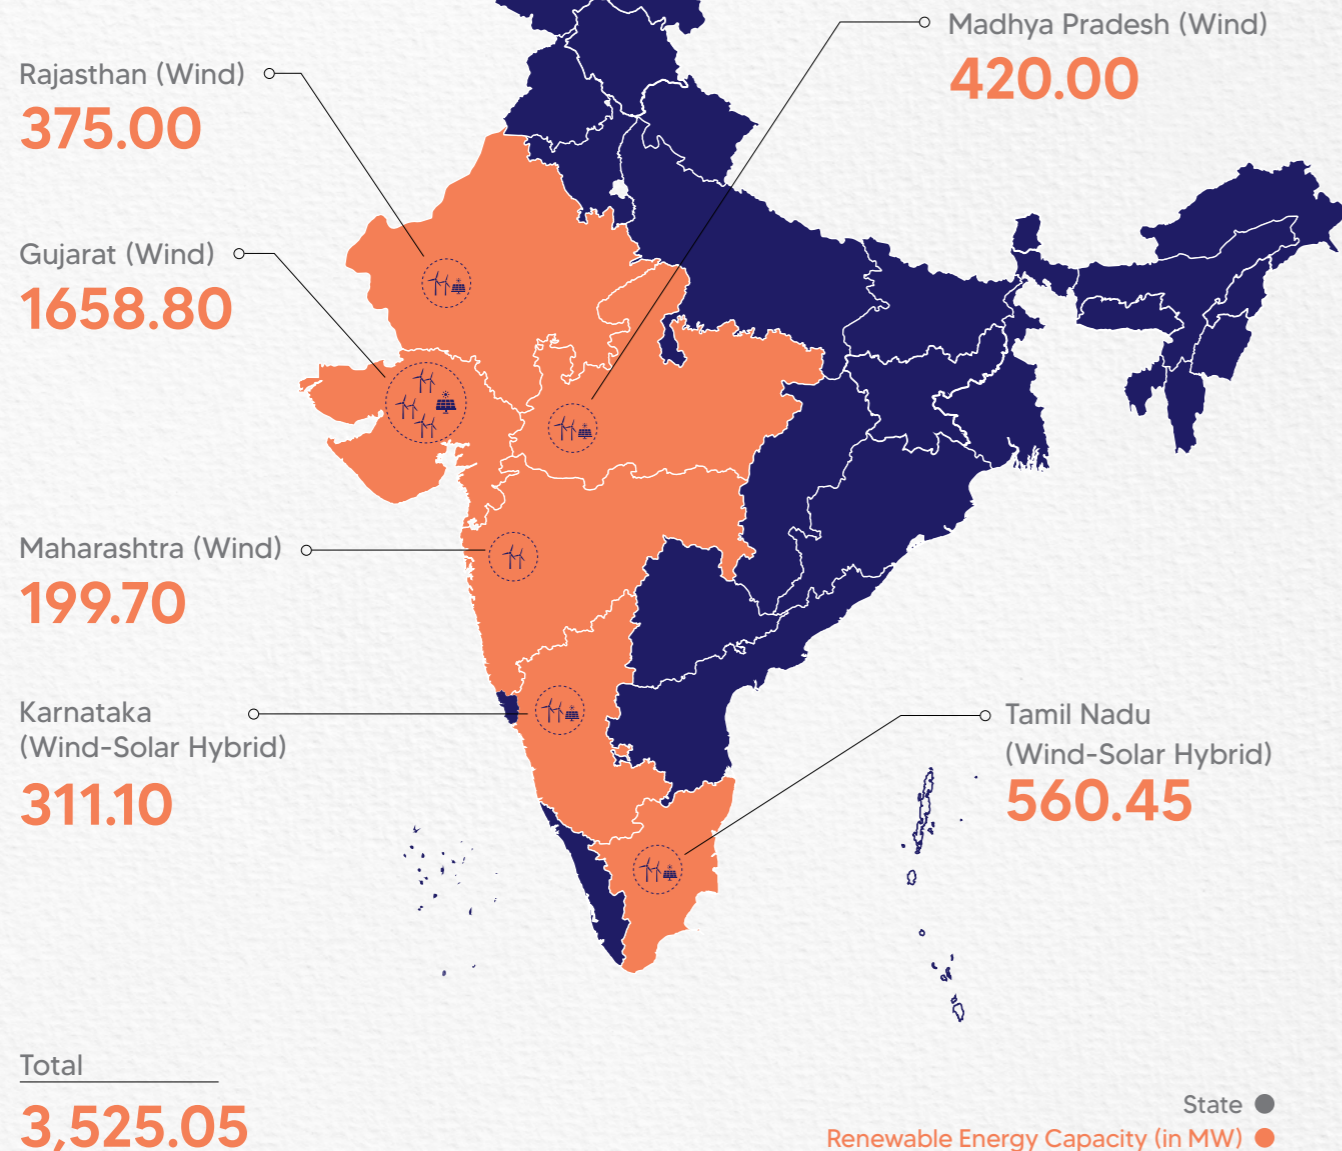 Madhya Pradesh (Wind)
420.00
Rajasthan (Wind)
375.00
Gujarat (Wind)
1658.80
Maharashtra (Wind)
199.70
Karnataka
(Wind-Solar Hybrid)
311.10
Tamil Nadu
(Wind-Solar Hybrid)
560.45
Total
3,525.05
State
Renewable Energy Capacity (in MW)